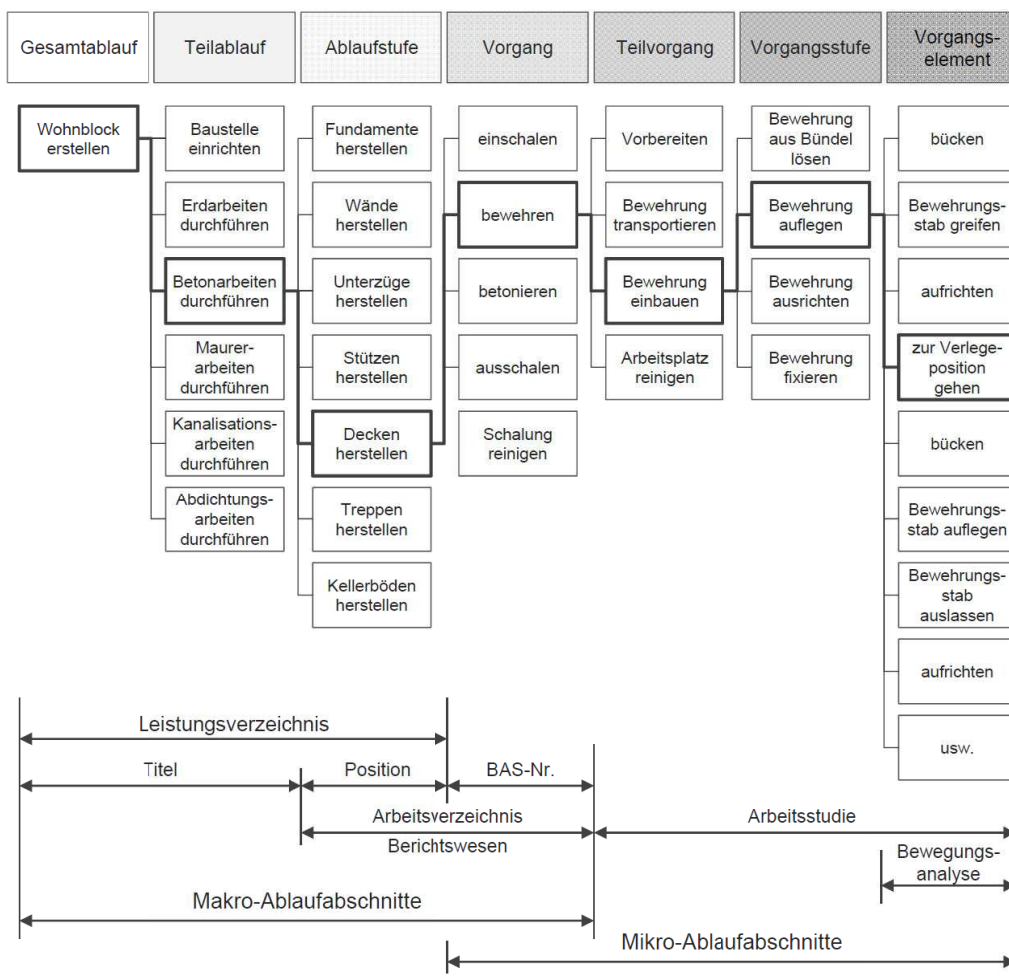 Gesamtablauf
Teilablauf
Ablaufstufe
Vorgang
Teilvorgang
Vorgangsstufe
Vorgangs-
element
Wohnblock
erstellen
Baustelle
einrichten
Erdarbeiten
durchführen
Betonarbeiten
durchführen
Maurer-
arbeiten
durchführen
Kanalisations-
arbeiten
durchführen
Abdichtungs-
arbeiten
durchführen
Fundamente
herstellen
Wände
herstellen
Unterzüge
herstellen
Stützen
herstellen
Decken
herstellen
Treppen
herstellen
Kellerböden
herstellen
einschalen
bewehren
betonieren
ausschalen
Schalung
reinigen
Vorbereiten
Bewehrung
transportieren
Bewehrung
einbauen
Arbeitsplatz
reinigen
Bewehrung
aus Bündel
lösen
Bewehrung
auflegen
Bewehrung
ausrichten
Bewehrung
fixieren
bücken
Bewehrungs-
stab greifen
aufrichten
zur Verlege-
position
gehen
bücken
Bewehrungs-
stab auflegen
Bewehrungs-
stab
auslassen
aufrichten
usw.
Leistungsverzeichnis
Titel
Position
BAS-Nr.
Arbeitsverzeichnis
Berichtswesen
Arbeitsstudie
Bewegungs-
analyse
Makro-Ablaufabschnitte
Mikro-Ablaufabschnitte